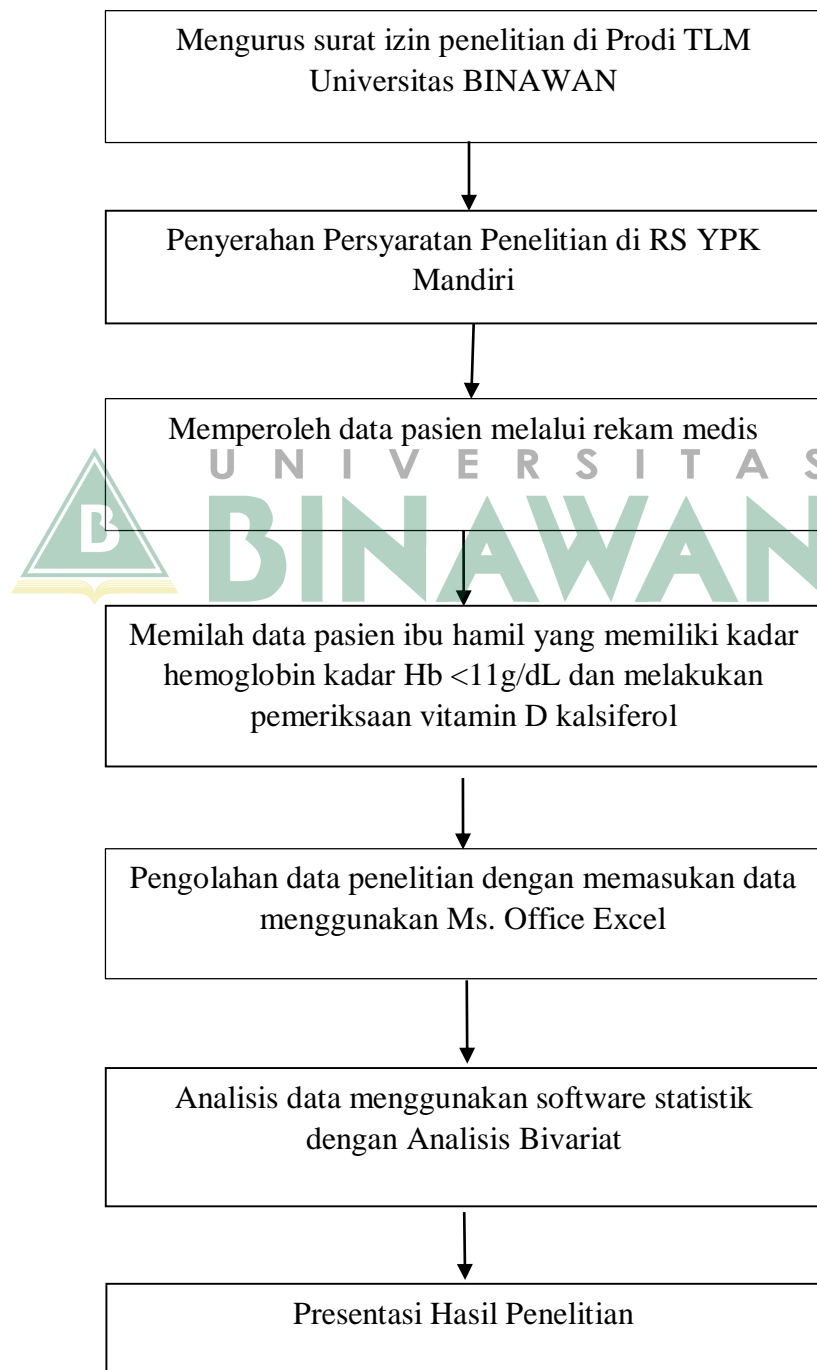 Mengurus surat izin penelitian di Prodi TLM
Universitas BINAWAN
Penyerahan Persyaratan Penelitian di RS YPK
Mandiri
Memperoleh data pasien melalui rekam medis
UNIVERSITAS
B
BINAWAN
Memilah data pasien ibu hamil yang memiliki kadar
hemoglobin kadar Hb <11g/dL dan melakukan
pemeriksaan vitamin D kalsiferol
Pengolahan data penelitian dengan memasukan data
menggunakan Ms. Office Excel
Analisis data menggunakan software statistik
dengan Analisis Bivariat
Presentasi Hasil Penelitian